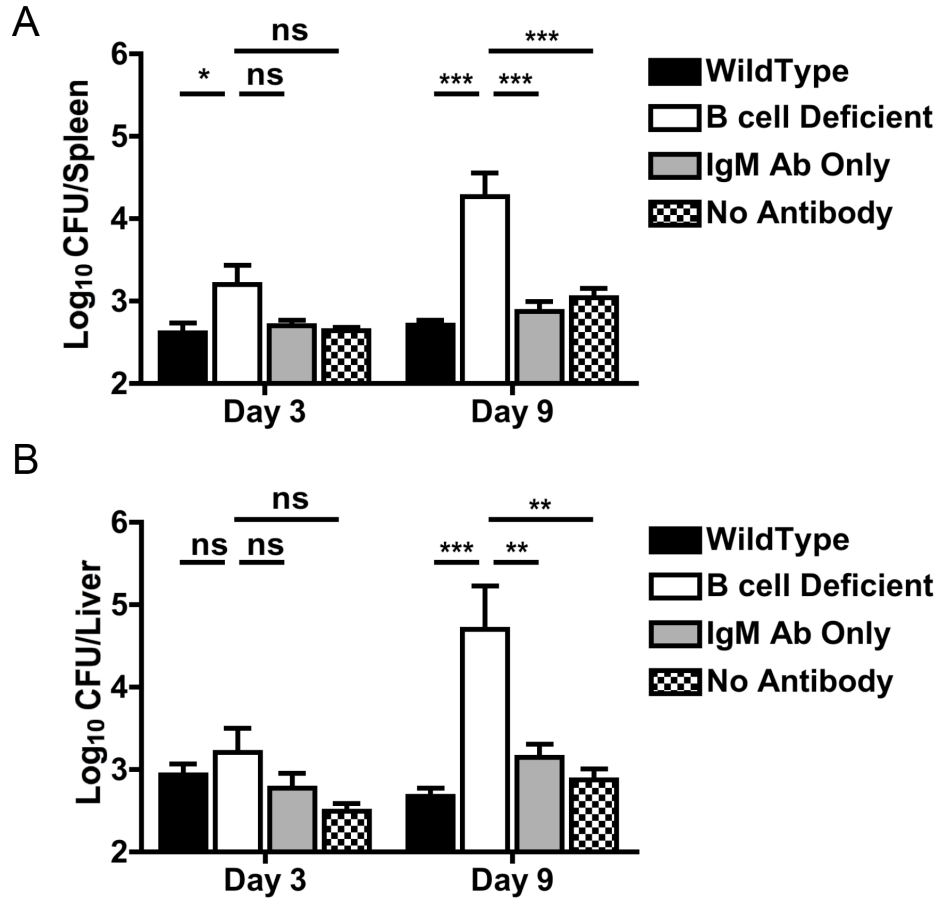 A
ns
***
* ns
*** ***
6
5
4
3
2
Log₁₀ CFU/Spleen
Day 3
Day 9
WildType
B cell Deficient
IgM Ab Only
No Antibody
B
ns
**
ns ns
*** **
6
5
4
3
2
Log₁₀ CFU/Liver
Day 3
Day 9
WildType
B cell Deficient
IgM Ab Only
No Antibody